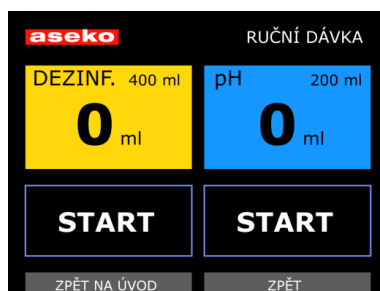 aseko RUČNÍ DÁVKA
DEZINF. 400 ml pH 200 ml
0 ml 0 ml
START START
ZPĚT NA ÚVOD ZPĚT